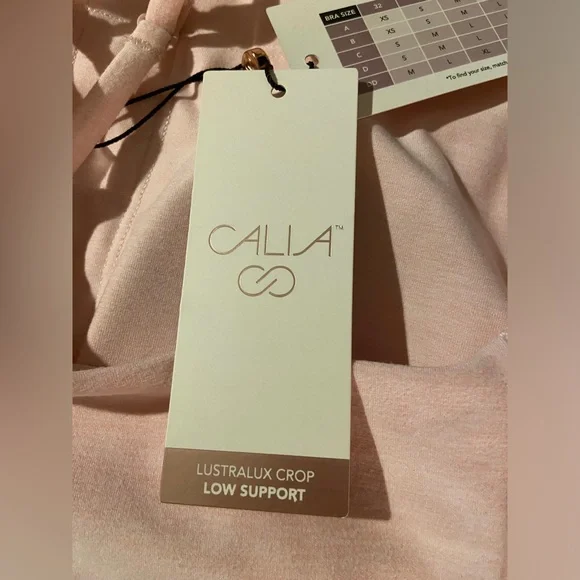 BRA SIZE 32
A XS S M L
B XS S M
C S M L
D S M L
DD M L XL
*To find your size, match
CALIA™
LUSTRALUX CROP
LOW SUPPORT